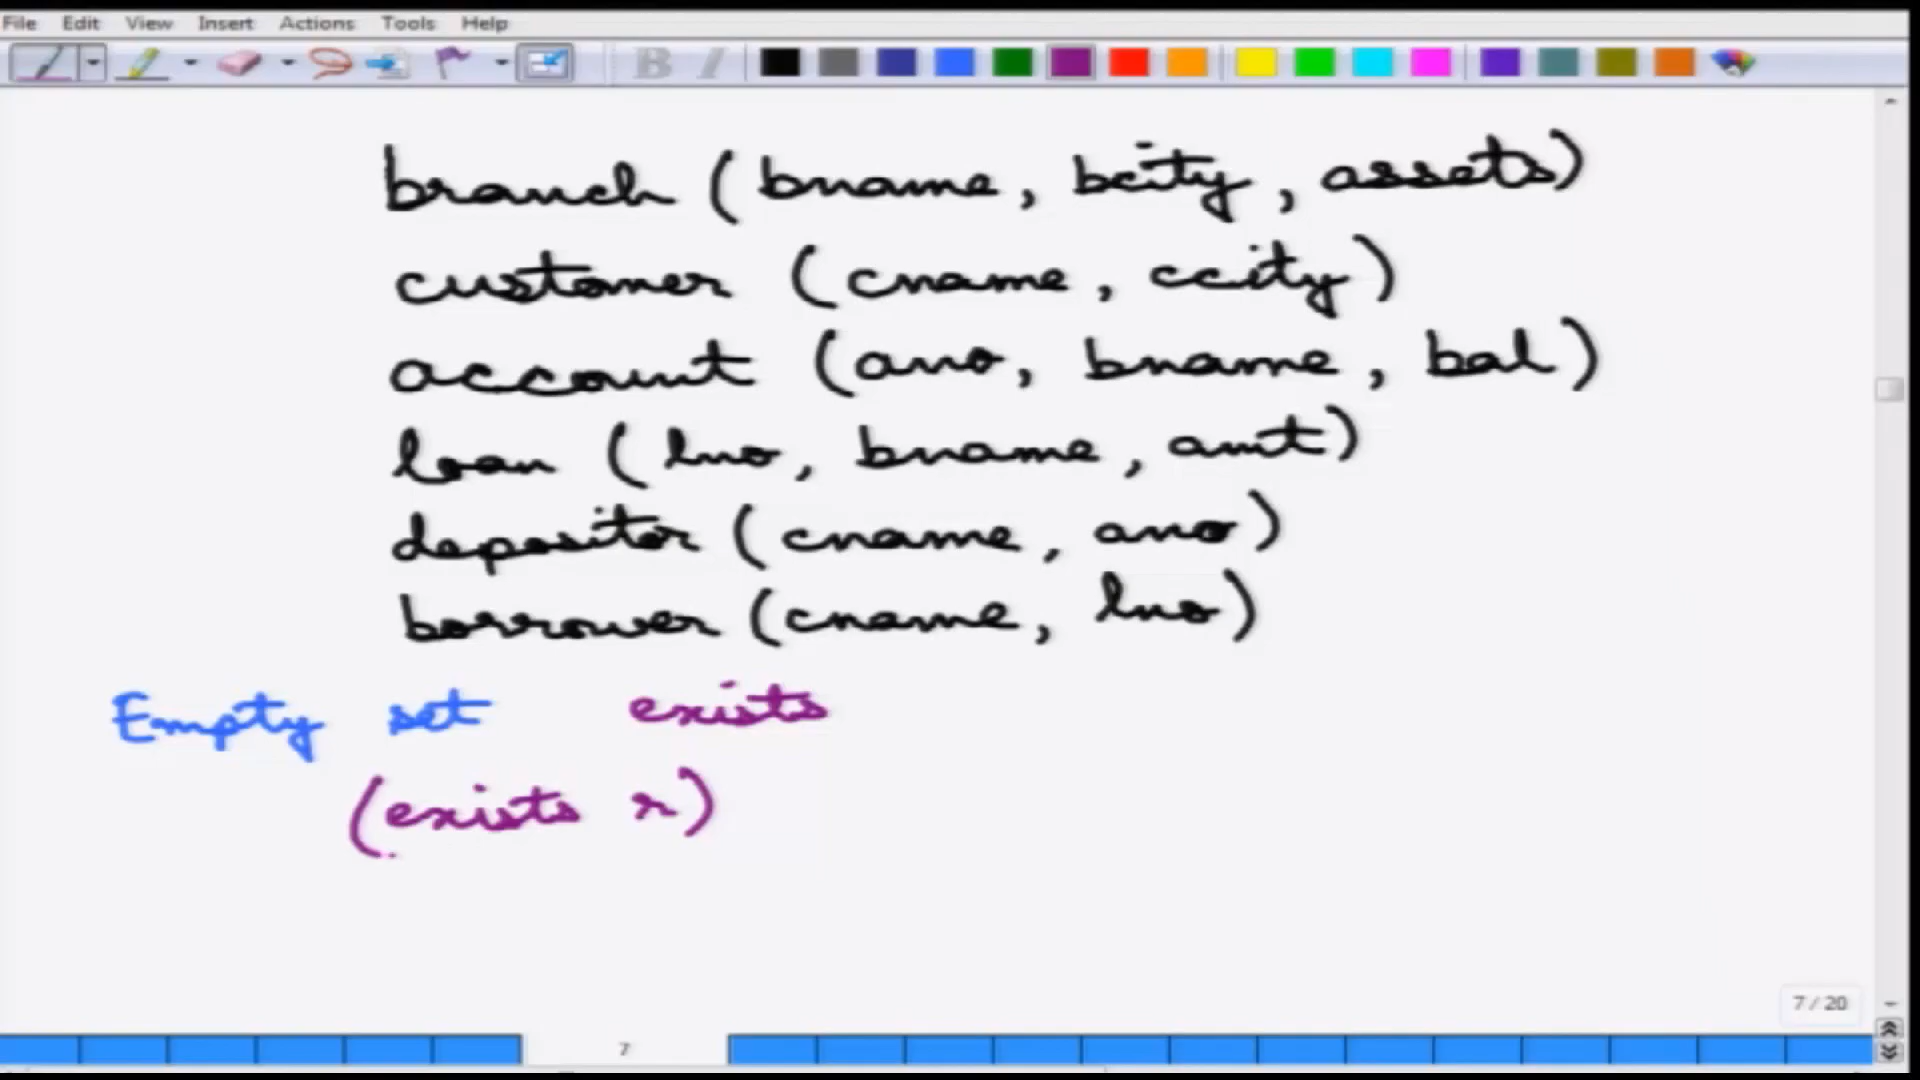 File Edit View Insert Actions Tools Help
B I
branch (bname, bcity, assets)
customer (cname, ccity)
account (ano, bname, bal)
loan (lno, bname, amt)
depositor (cname, ano)
borrower (cname, lno)
Empty set exists
(exists r)
7 / 20
7